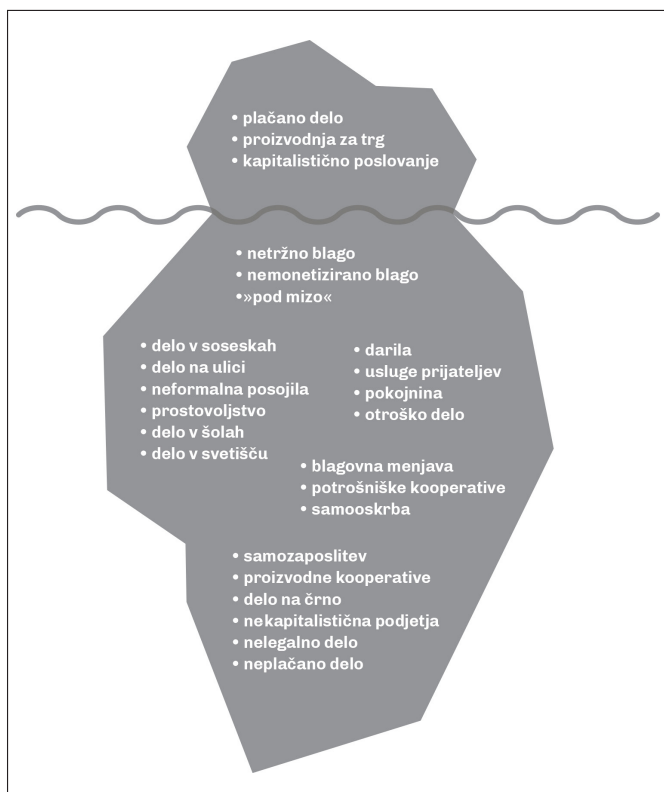 • plačano delo
• proizvodnja za trg
• kapitalistično poslovanje
• netržno blago
• nemonetizirano blago
•»pod mizo«
• delo v soseskah
• delo na ulici
• neformalna posojila
• prostovoljstvo
• delo v šolah
• delo v svetišču
• darila
• usluge prijateljev
• pokojnina
• otroško delo
• blagovna menjava
• potrošniške kooperative
• samooskrba
• samozaposlitev
• proizvodne kooperative
• delo na črno
• nekapitalistična podjetja
• nelegalno delo
• neplačano delo